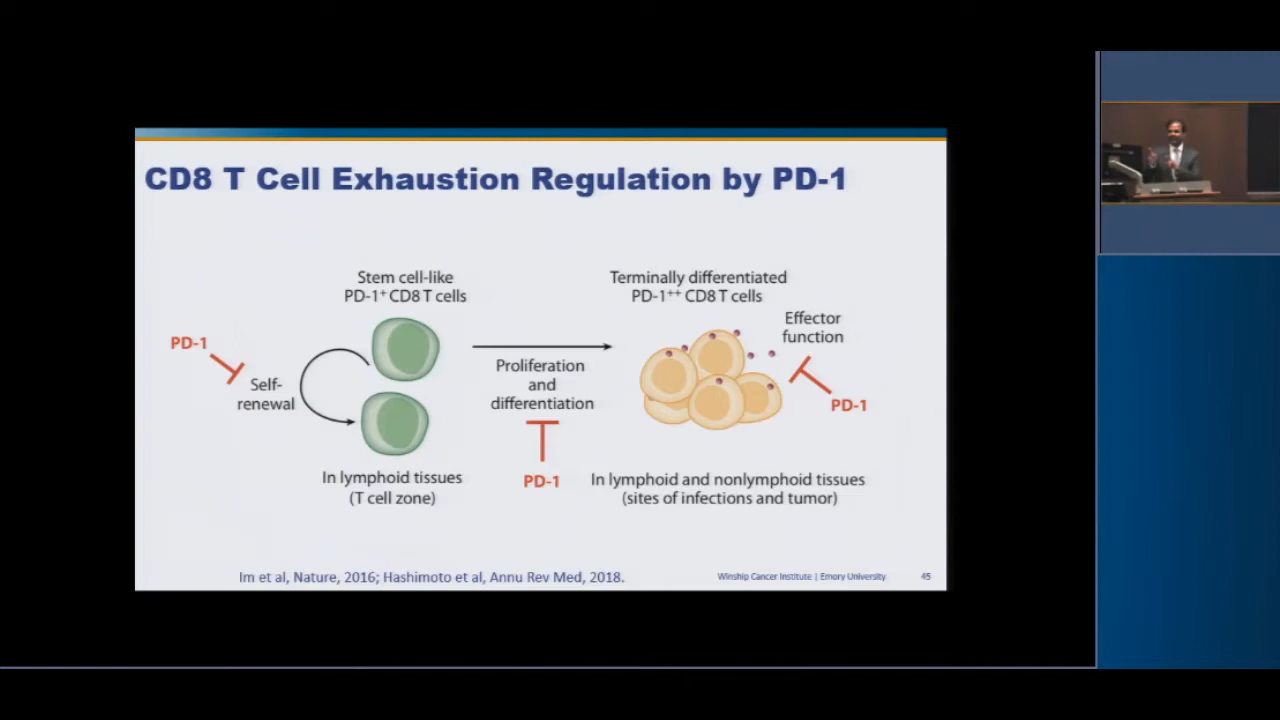 CD8 T Cell Exhaustion Regulation by PD-1
Stem cell-like
PD-1⁺ CD8 T cells
Terminally differentiated
PD-1⁺⁺ CD8 T cells
Effector
function
PD-1
Self-
renewal
Proliferation
and
differentiation
PD-1
PD-1
In lymphoid tissues
(T cell zone)
In lymphoid and nonlymphoid tissues
(sites of infections and tumor)
Im et al, Nature, 2016; Hashimoto et al, Annu Rev Med, 2018.
Winship Cancer Institute | Emory University
45